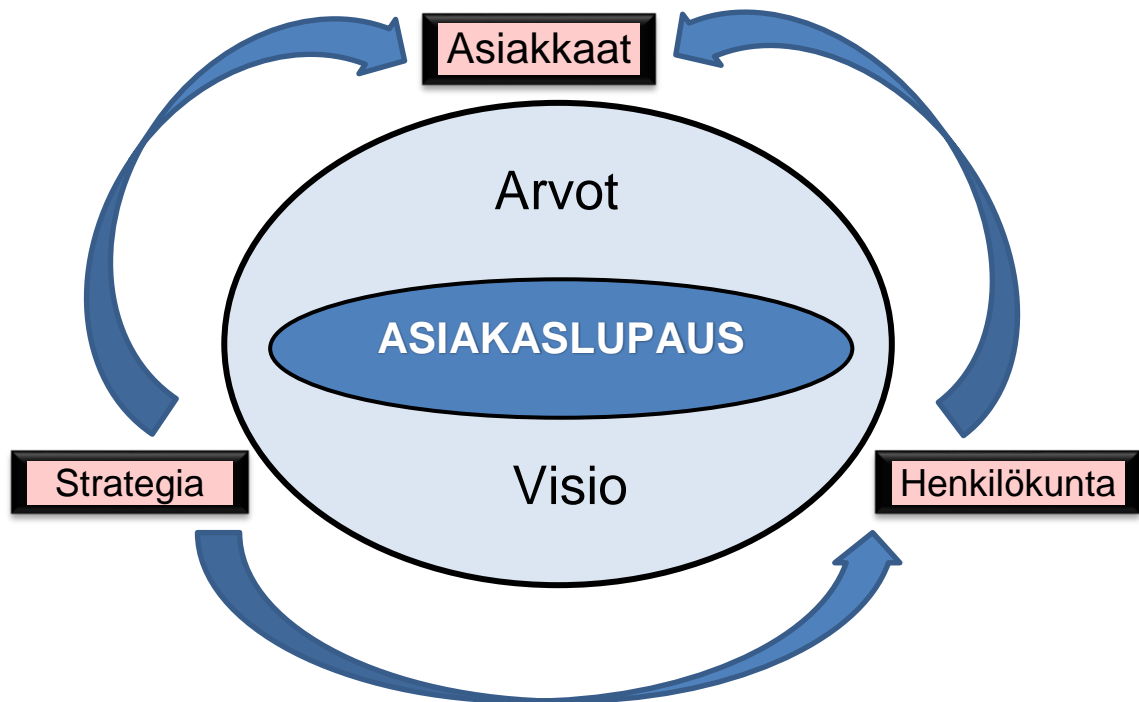 Asiakkaat
Arvot
ASIAKASLUPAUS
Strategia
Visio
Henkilökunta